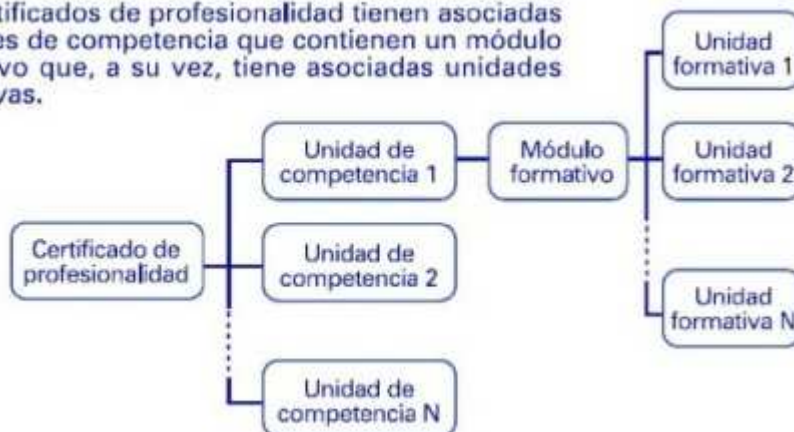 tificados de profesionalidad tienen asociadas
es de competencia que contienen un módulo
vo que, a su vez, tiene asociadas unidades
vas.
Certificado de
profesionalidad
Unidad de
competencia 1
Unidad de
competencia 2
Unidad de
competencia N
Módulo
formativo
Unidad
formativa 1
Unidad
formativa 2
Unidad
formativa N